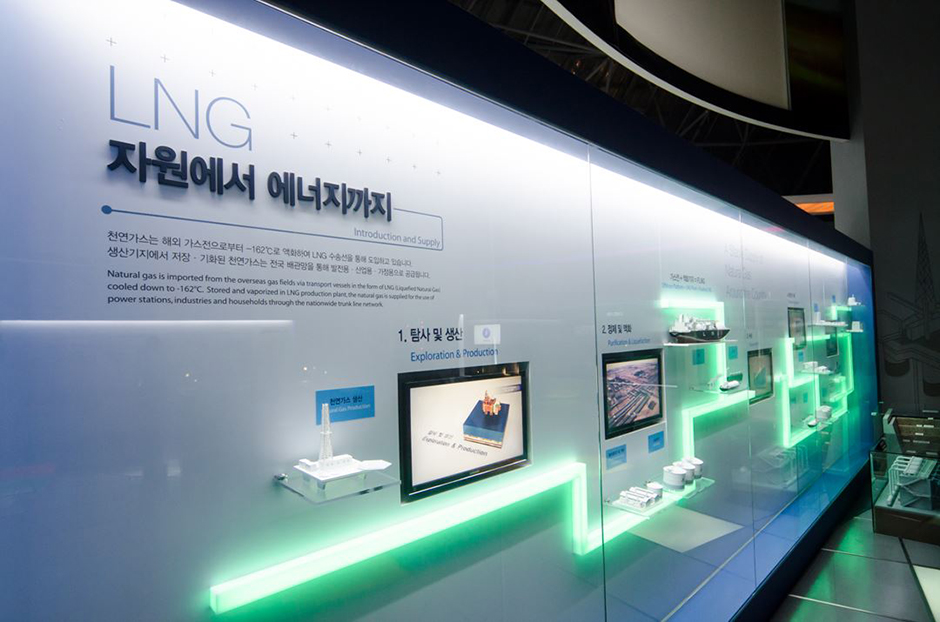 LNG
자원에서 에너지까지
Introduction and Supply
천연가스는 해외 가스전으로부터 -162℃로 액화하여 LNG 수송선을 통해 도입하고 있습니다.
생산기지에서 저장 · 기화된 천연가스는 전국 배관망을 통해 발전용 · 산업용 · 가정용으로 공급됩니다.
Natural gas is imported from the overseas gas fields via transport vessels in the form of LNG (Liquefied Natural Gas)
cooled down to -162℃. Stored and vaporized in LNG production plant, the natural gas is supplied for the use of
power stations, industries and households through the nationwide trunk line network.
1. 탐사 및 생산
Exploration & Production
천연가스 생산
Gas Production
Exploration & Production
2. 정제 및 액화
Purification & Liquefaction